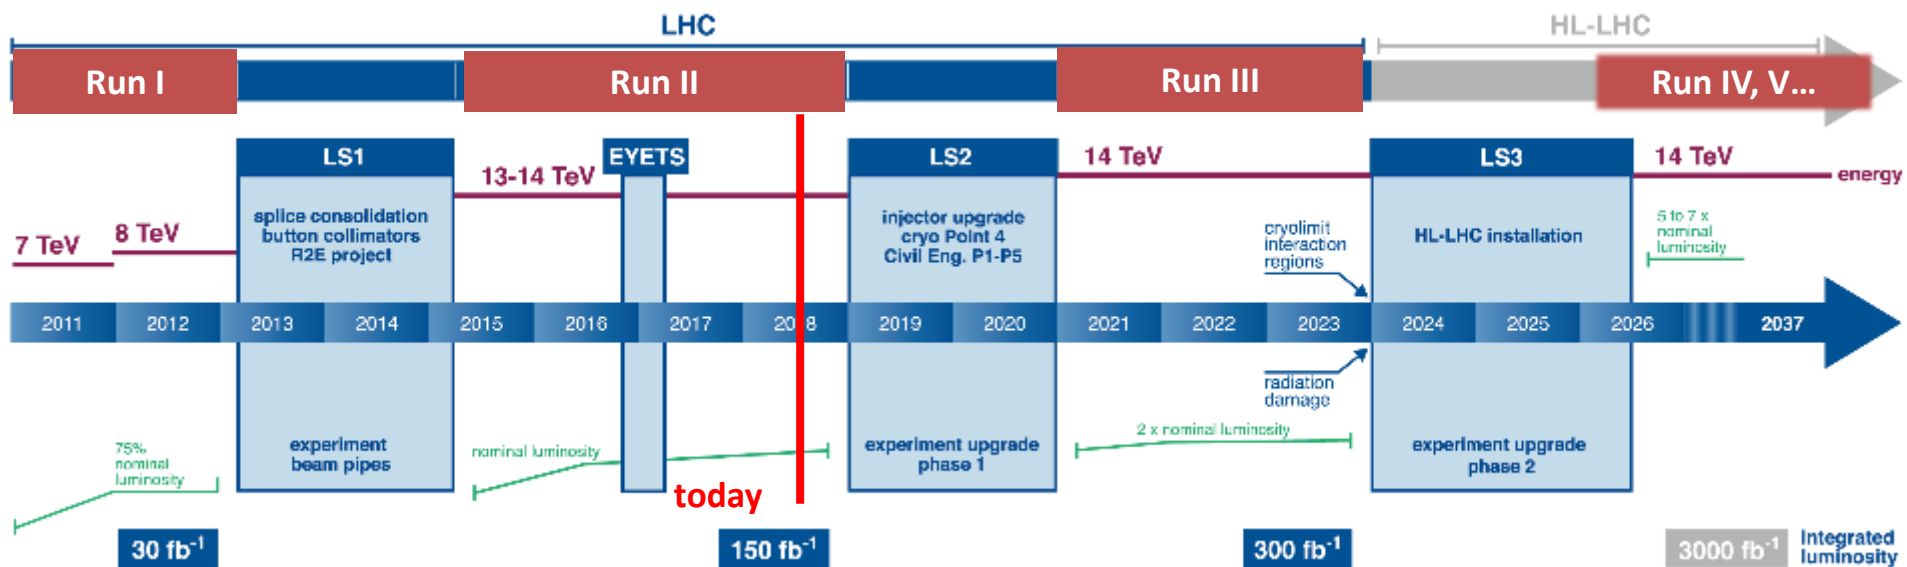 LHC
HL-LHC
Run I
Run II
Run III
Run IV, V...
LS1
EYETS
LS2
14 TeV
LS3
14 TeV
13-14 TeV
energy
7 TeV
8 TeV
splice consolidation
button collimators
R2E project
injector upgrade
cryo Point 4
Civil Eng. P1-P5
cryolimit
interaction
regions
HL-LHC installation
5 to 7 x
nominal
luminosity
2011
2012
2013
2014
2015
2016
2017
2018
2019
2020
2021
2022
2023
2024
2025
2026
2037
radiation
damage
75%
nominal
luminosity
experiment
beam pipes
nominal luminosity
experiment upgrade
phase 1
2 x nominal luminosity
experiment upgrade
phase 2
today
30 fb⁻¹
150 fb⁻¹
300 fb⁻¹
3000 fb⁻¹
Integrated
luminosity